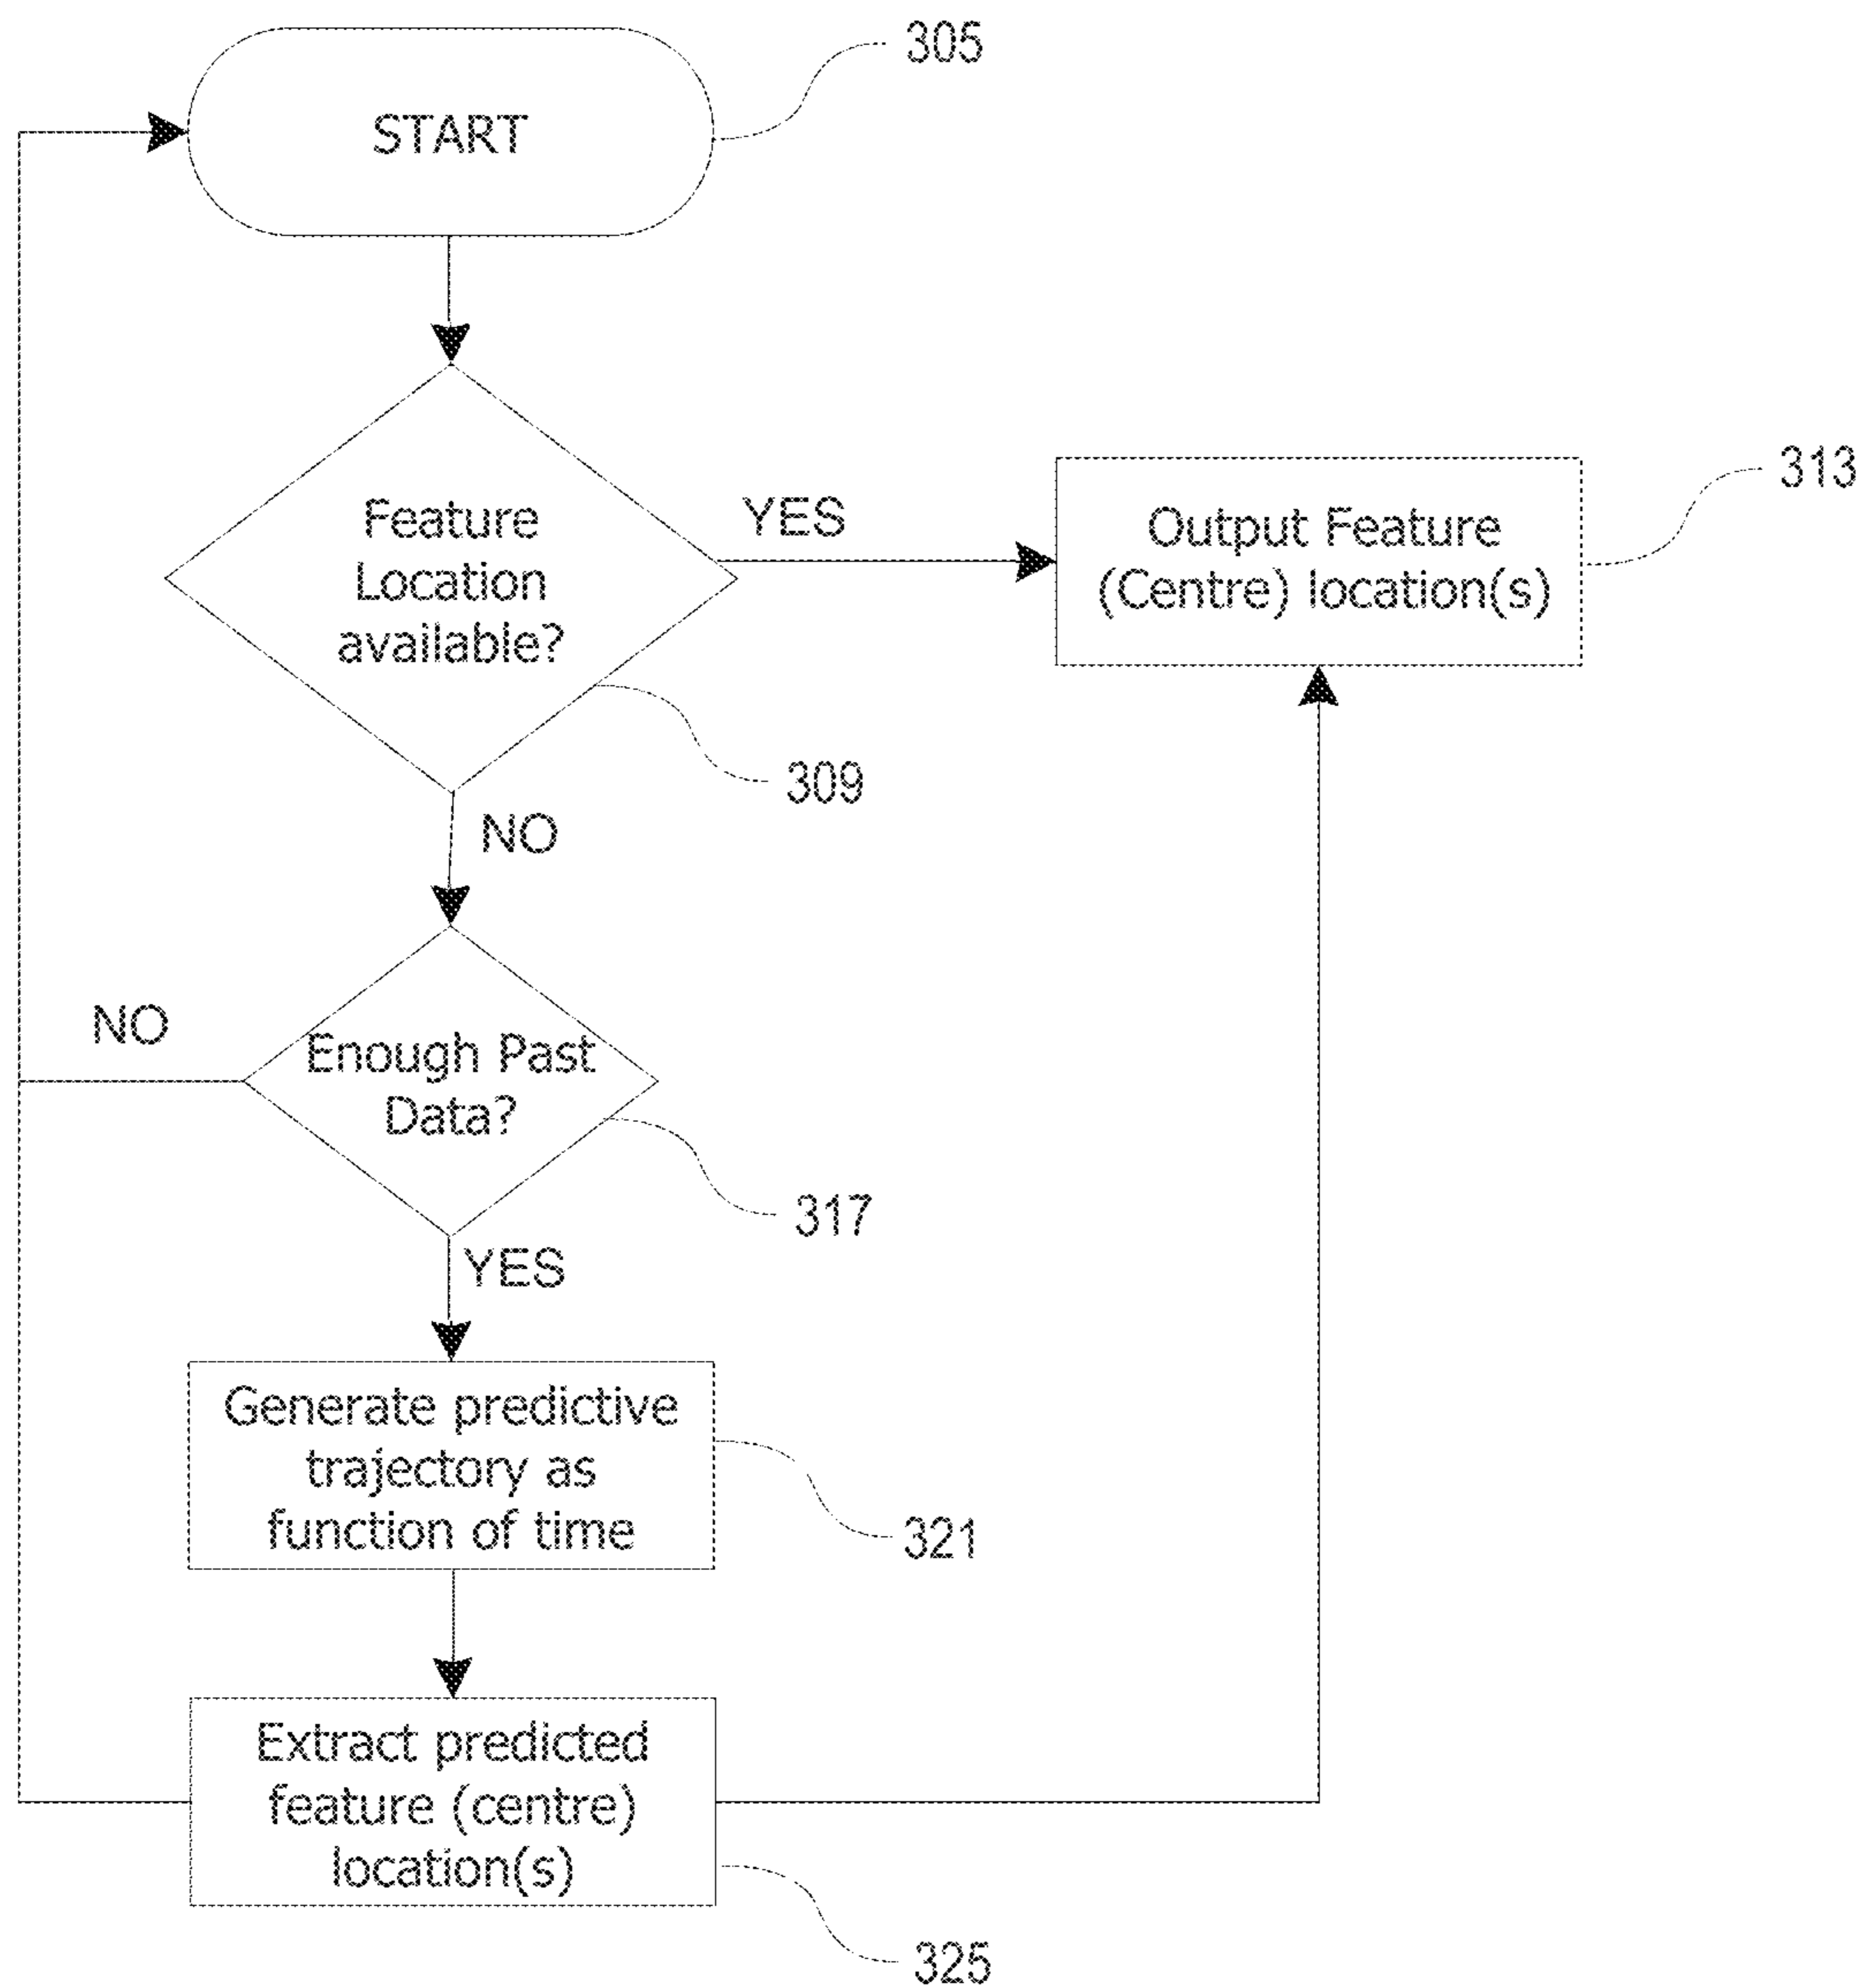 305
START
313
YES
Feature
Location
available?
Output Feature
(Centre) location(s)
309
NO
NO
Enough Past
Data?
317
YES
Generate predictive
trajectory as
function of time
321
Extract predicted
feature (centre)
location(s)
325